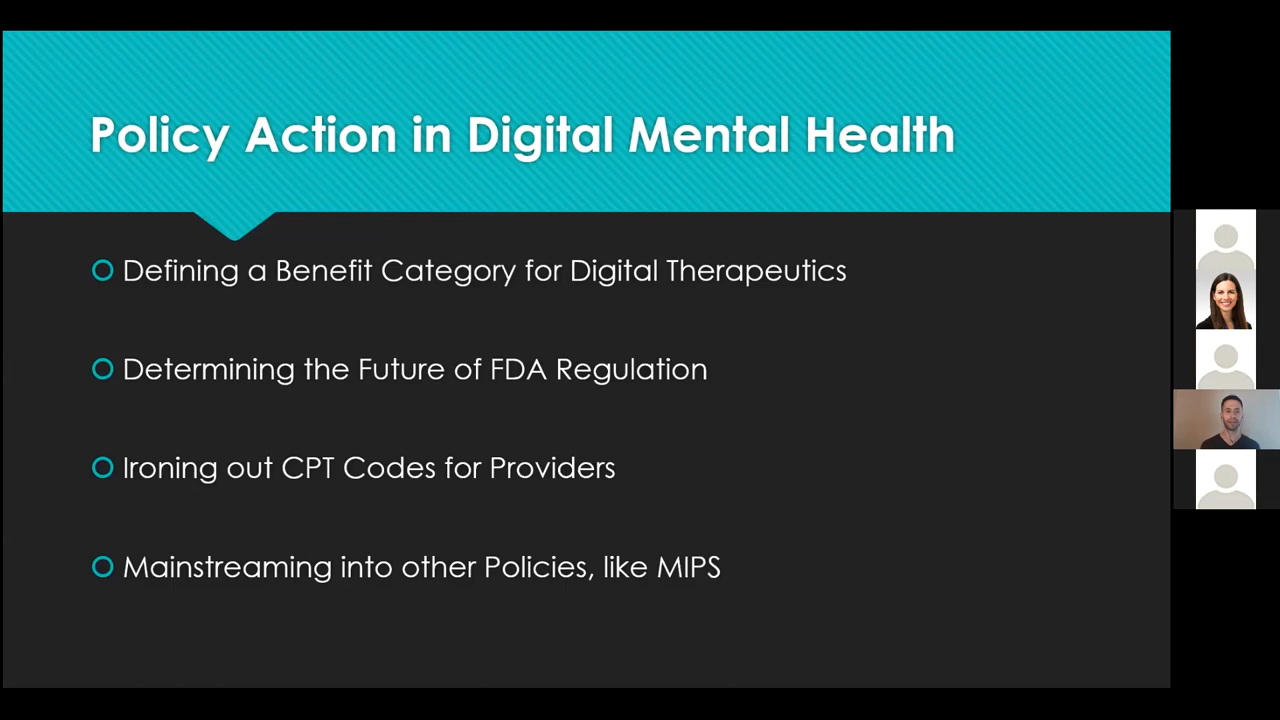 Policy Action in Digital Mental Health
Defining a Benefit Category for Digital Therapeutics
Determining the Future of FDA Regulation
Ironing out CPT Codes for Providers
Mainstreaming into other Policies, like MIPS